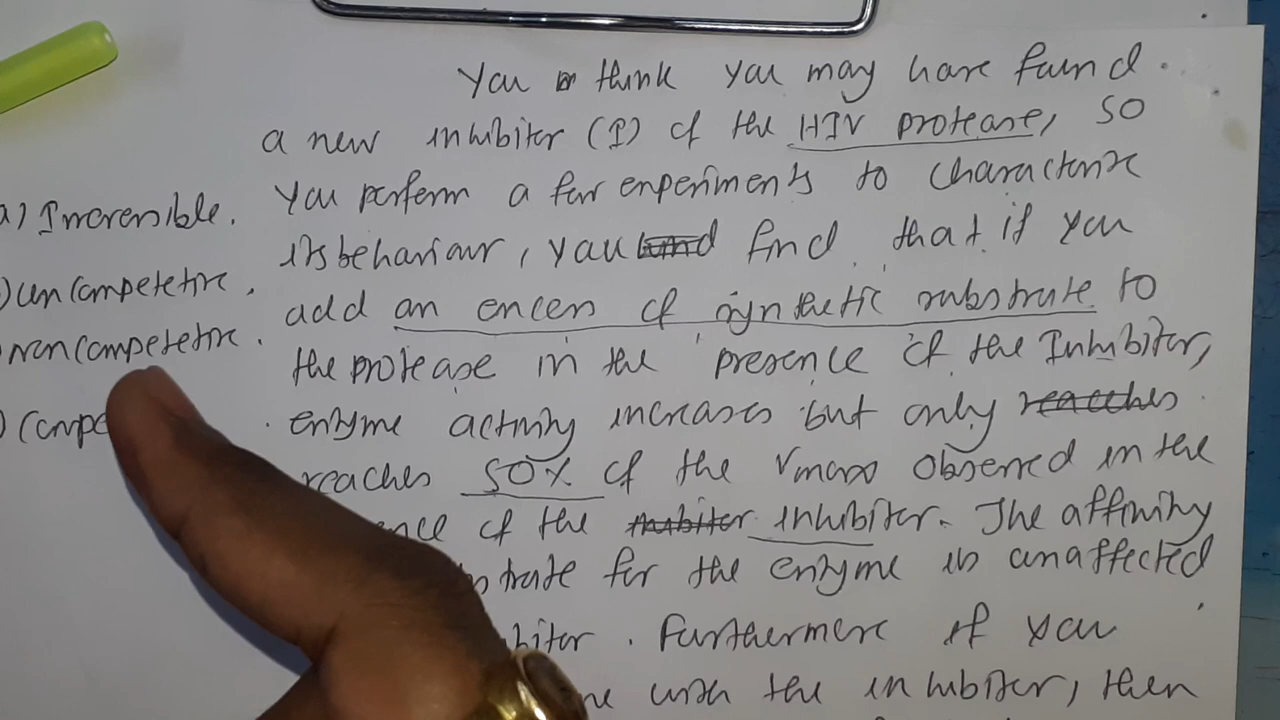 You think you may have found.
a new inhibitor (I) of the HIV protease, so
you perform a few experiments to characterize
its behaviour, you find that if you
add an excess of synthetic substrate to
the protease in the presence of the Inhibitor,
enzyme activity increases but only reaches
reaches 50% of the Vmax observed in the
of the inhibitor inhibitor. The affinity
for the enzyme is unaffected
Furthermore if you
with the inhibitor, then
a) Irreversible.
) uncompetetive,
) noncompetetive.
) Compe